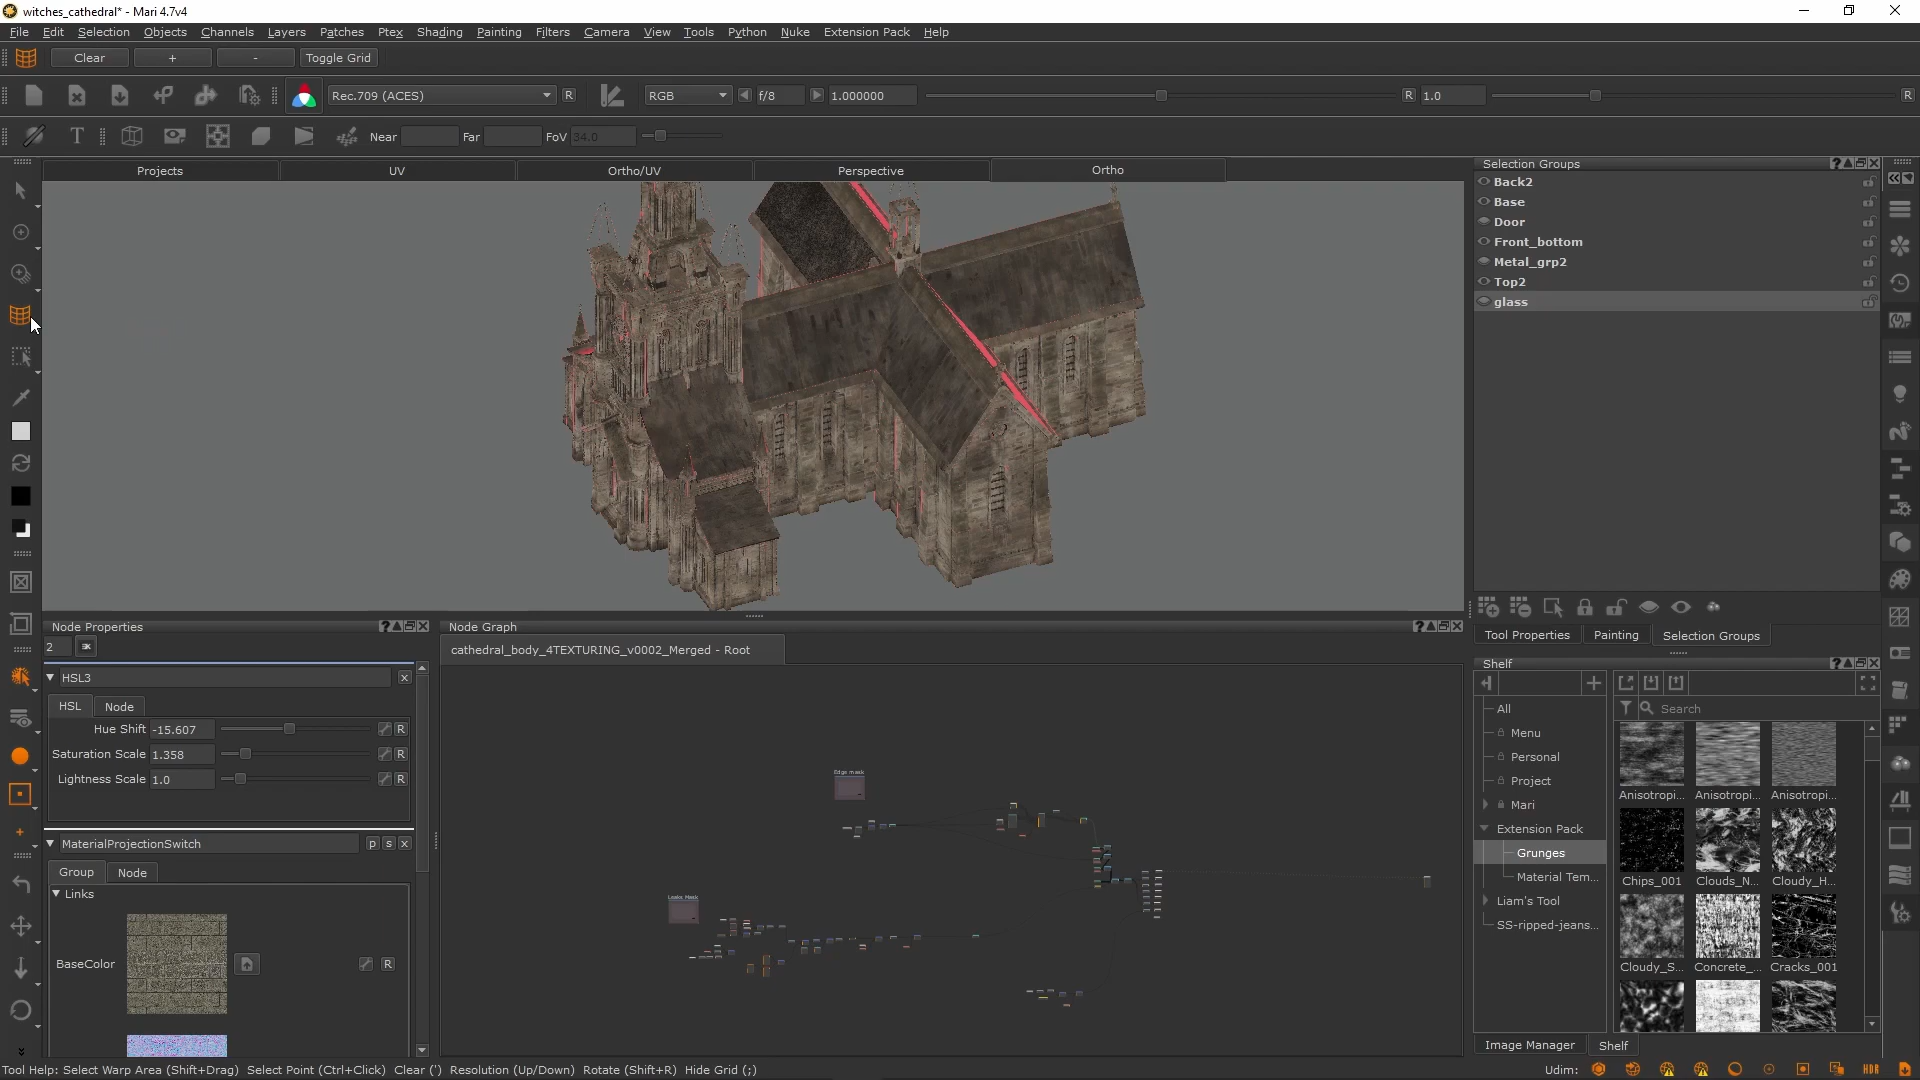 witches_cathedral* - Mari 4.7v4
File Edit Selection Objects Channels Layers Patches Ptex Shading Painting Filters Camera View Tools Python Nuke Extension Pack Help
Clear + - Toggle Grid
Rec.709 (ACES) R RGB f/8 1.000000 R 1.0 R
T Near Far FoV 34.0
Projects UV Ortho/UV Perspective Ortho
Selection Groups
Back2
Base
Door
Front_bottom
Metal_grp2
Top2
glass
Tool Properties Painting Selection Groups
Node Properties
2
HSL3
HSL Node
Hue Shift -15.607 R
Saturation Scale 1.358 R
Lightness Scale 1.0 R
MaterialProjectionSwitch p s
Group Node
Links
BaseColor R
Node Graph
cathedral_body_4TEXTURING_v0002_Merged - Root
Edge mask
Leaks_Mask
Shelf
Search
All
Menu
Personal
Project
Mari
Extension Pack
Grunges
Material Tem...
Liam's Tool
SS-ripped-jeans...
Anisotropi... Anisotropi... Anisotropi...
Chips_001 Clouds_N... Cloudy_H...
Cloudy_S... Concrete_... Cracks_001
Image Manager Shelf
Tool Help: Select Warp Area (Shift+Drag) Select Point (Ctrl+Click) Clear (') Resolution (Up/Down) Rotate (Shift+R) Hide Grid (;)
Udim: HDR